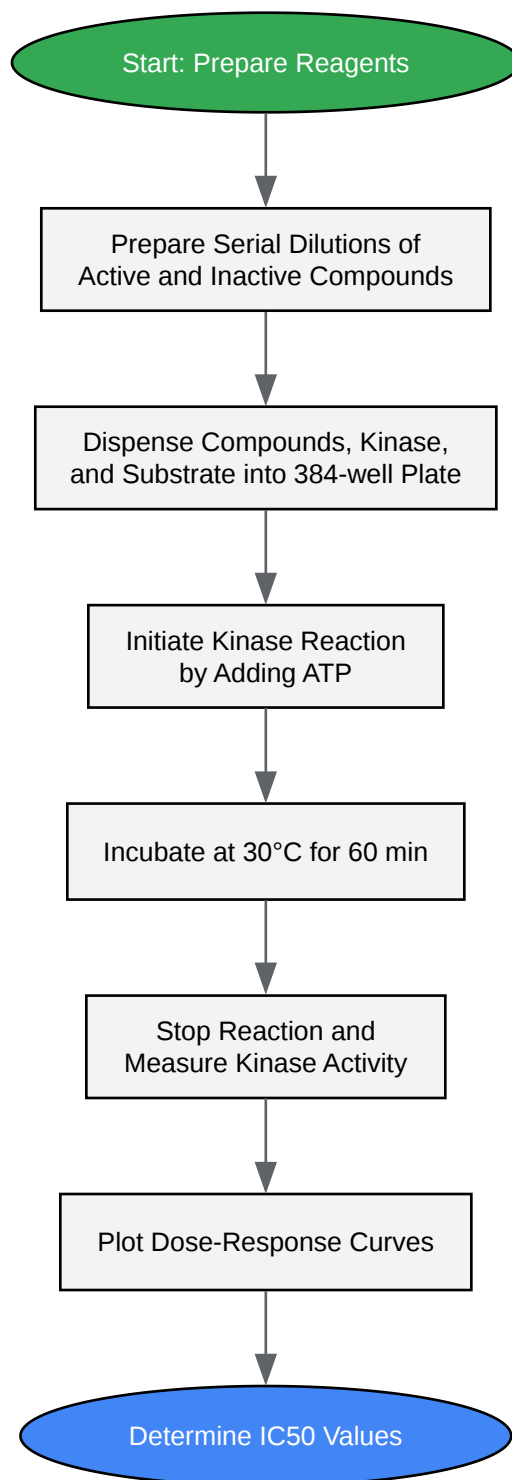 Start: Prepare Reagents
Prepare Serial Dilutions of
Active and Inactive Compounds
Dispense Compounds, Kinase,
and Substrate into 384-well Plate
Initiate Kinase Reaction
by Adding ATP
Incubate at 30°C for 60 min
Stop Reaction and
Measure Kinase Activity
Plot Dose-Response Curves
Determine IC50 Values